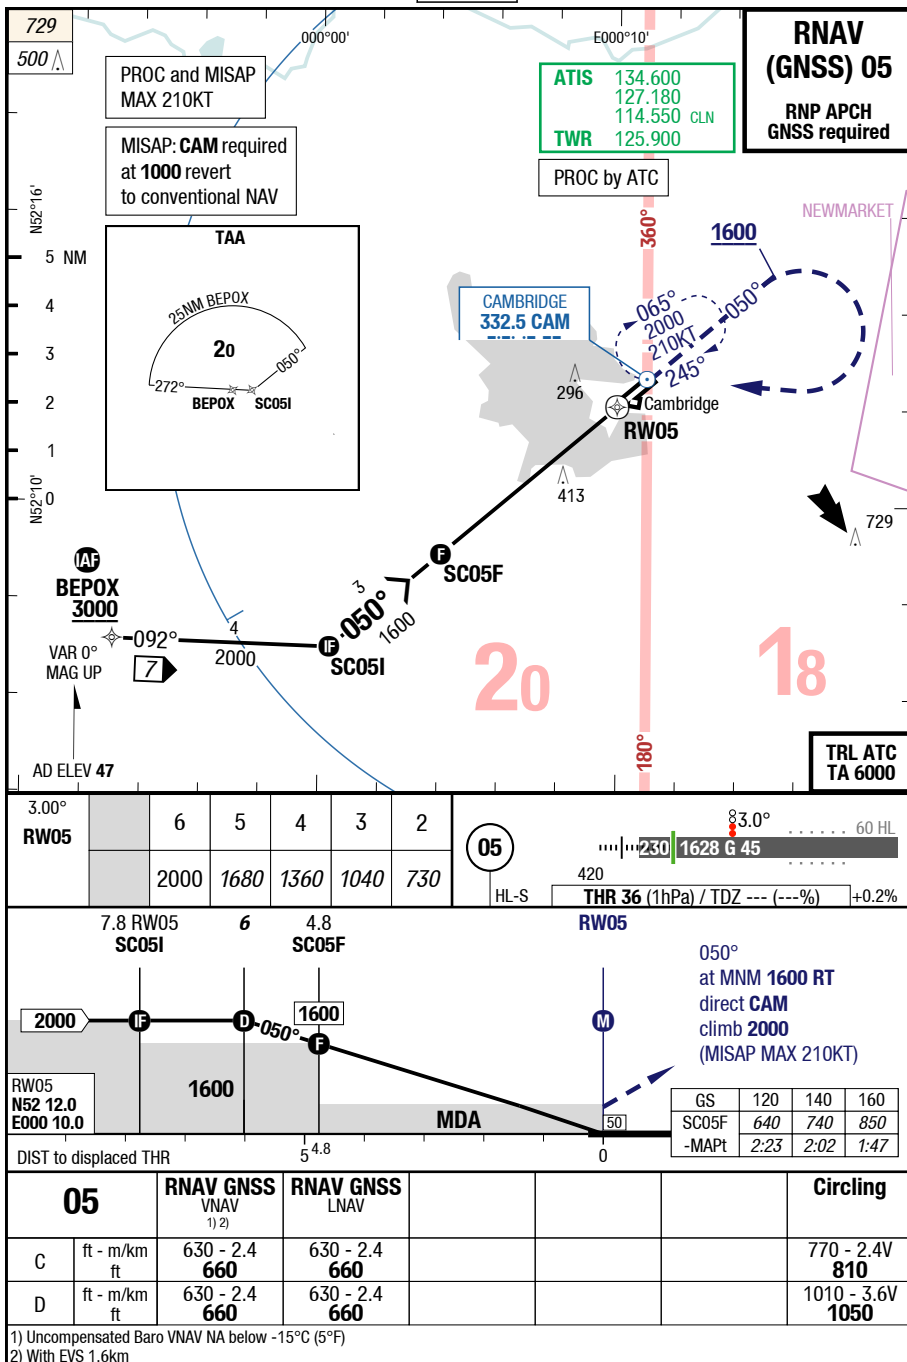 729
500
000°00'
E000°10'
RNAV
(GNSS) 05
RNP APCH
GNSS required
PROC and MISAP
MAX 210KT
ATIS 134.600
127.180
114.550 CLN
TWR 125.900
MISAP: CAM required
at 1000 revert
to conventional NAV
PROC by ATC
N52°16'
NEWMARKET
360°
1600
TAA
25NM BEPOX
20
272°
050°
BEPOX SC05I
5 NM
4
3
2
1
0
N52°10'
CAMBRIDGE
332.5 CAM
065°
2000
210KT
245°
050°
296
Cambridge
RW05
413
729
IAF
BEPOX
3000
092°
7
4
2000
VAR 0°
MAG UP
IF
SC05I
3
050°
1600
F
SC05F
20
18
180°
AD ELEV 47
TRL ATC
TA 6000
3.00°
RW05
6 5 4 3 2
2000 1680 1360 1040 730
05
HL-S
3.0°
60 HL
230 1628 G 45
420
THR 36 (1hPa) / TDZ --- (---%)
+0.2%
7.8 RW05
SC05I
6
4.8
SC05F
RW05
2000
IF
D
050°
1600
F
M
050°
at MNM 1600 RT
direct CAM
climb 2000
(MISAP MAX 210KT)
RW05
N52 12.0
E000 10.0
1600
MDA
50
GS 120 140 160
SC05F 640 740 850
-MAPt 2:23 2:02 1:47
DIST to displaced THR
5 4.8 0
05
RNAV GNSS
VNAV
1) 2)
RNAV GNSS
LNAV
Circling
C ft - m/km 630 - 2.4 630 - 2.4 770 - 2.4V
ft 660 660 810
D ft - m/km 630 - 2.4 630 - 2.4 1010 - 3.6V
ft 660 660 1050
1) Uncompensated Baro VNAV NA below -15°C (5°F)
2) With EVS 1.6km